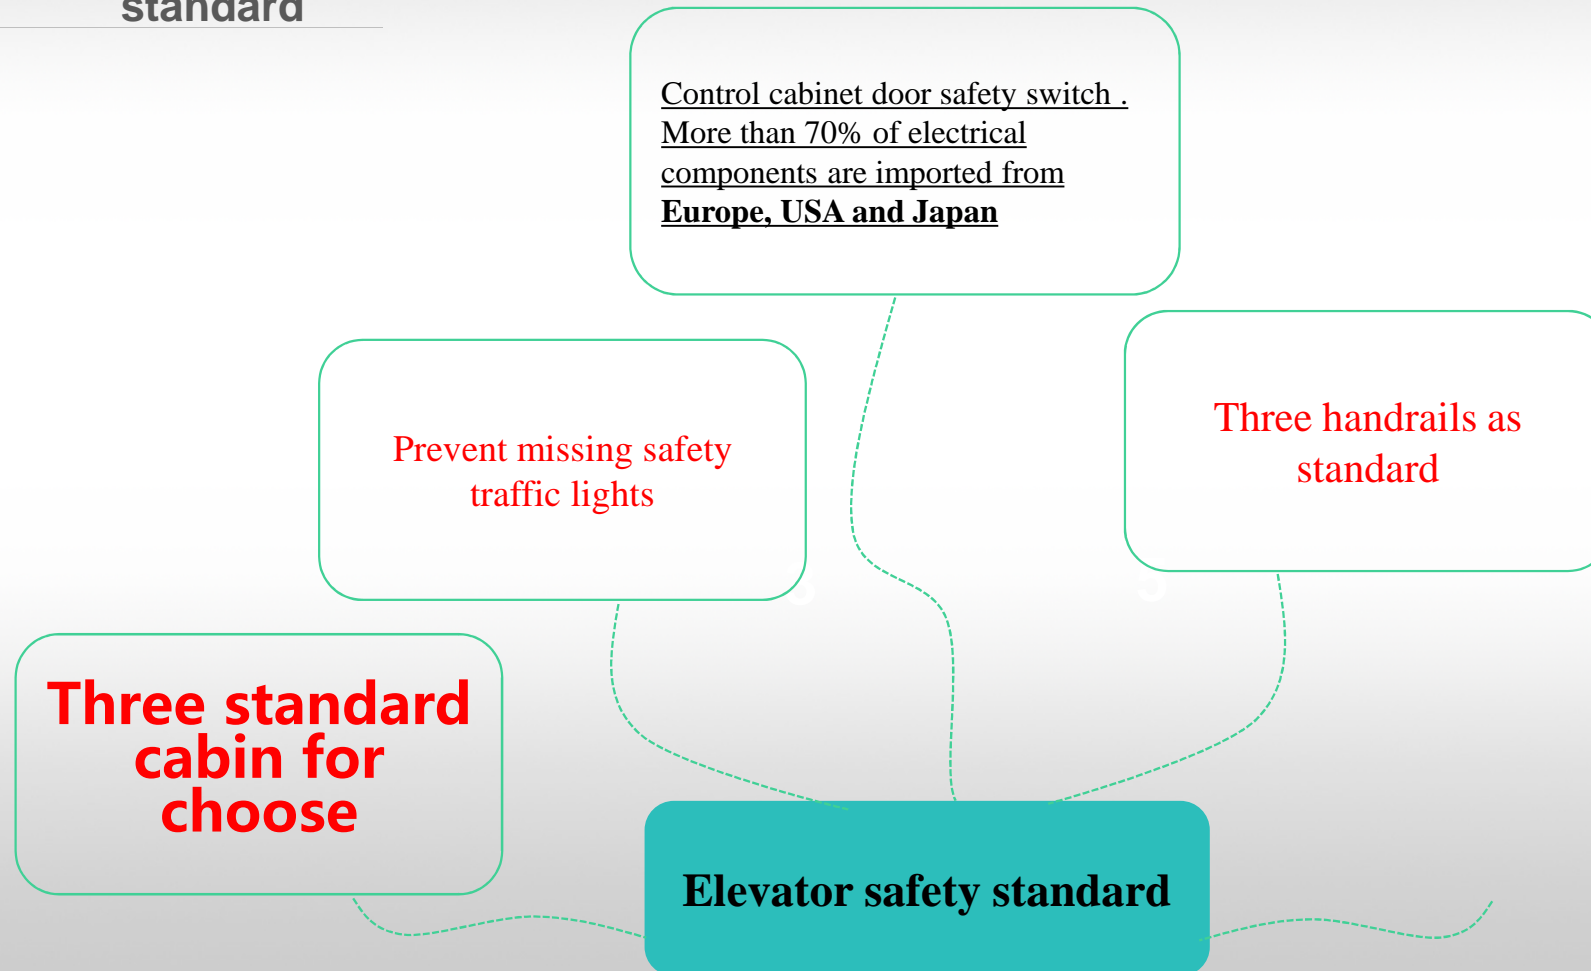 standard
Control cabinet door safety switch .
More than 70% of electrical
components are imported from
Europe, USA and Japan
Three handrails as
standard
Prevent missing safety
traffic lights
Three standard
cabin for
choose
Elevator safety standard